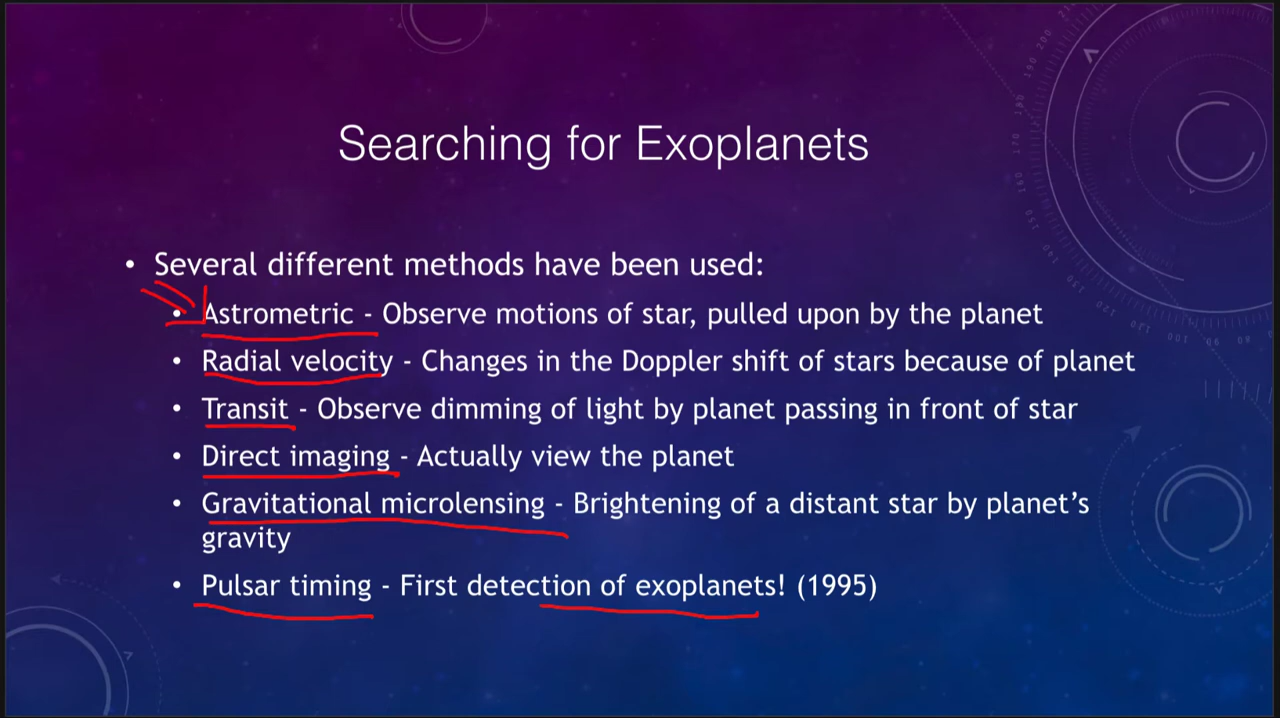 Searching for Exoplanets
• Several different methods have been used:
• Astrometric - Observe motions of star, pulled upon by the planet
• Radial velocity - Changes in the Doppler shift of stars because of planet
• Transit - Observe dimming of light by planet passing in front of star
• Direct imaging - Actually view the planet
• Gravitational microlensing - Brightening of a distant star by planet’s
gravity
• Pulsar timing - First detection of exoplanets! (1995)